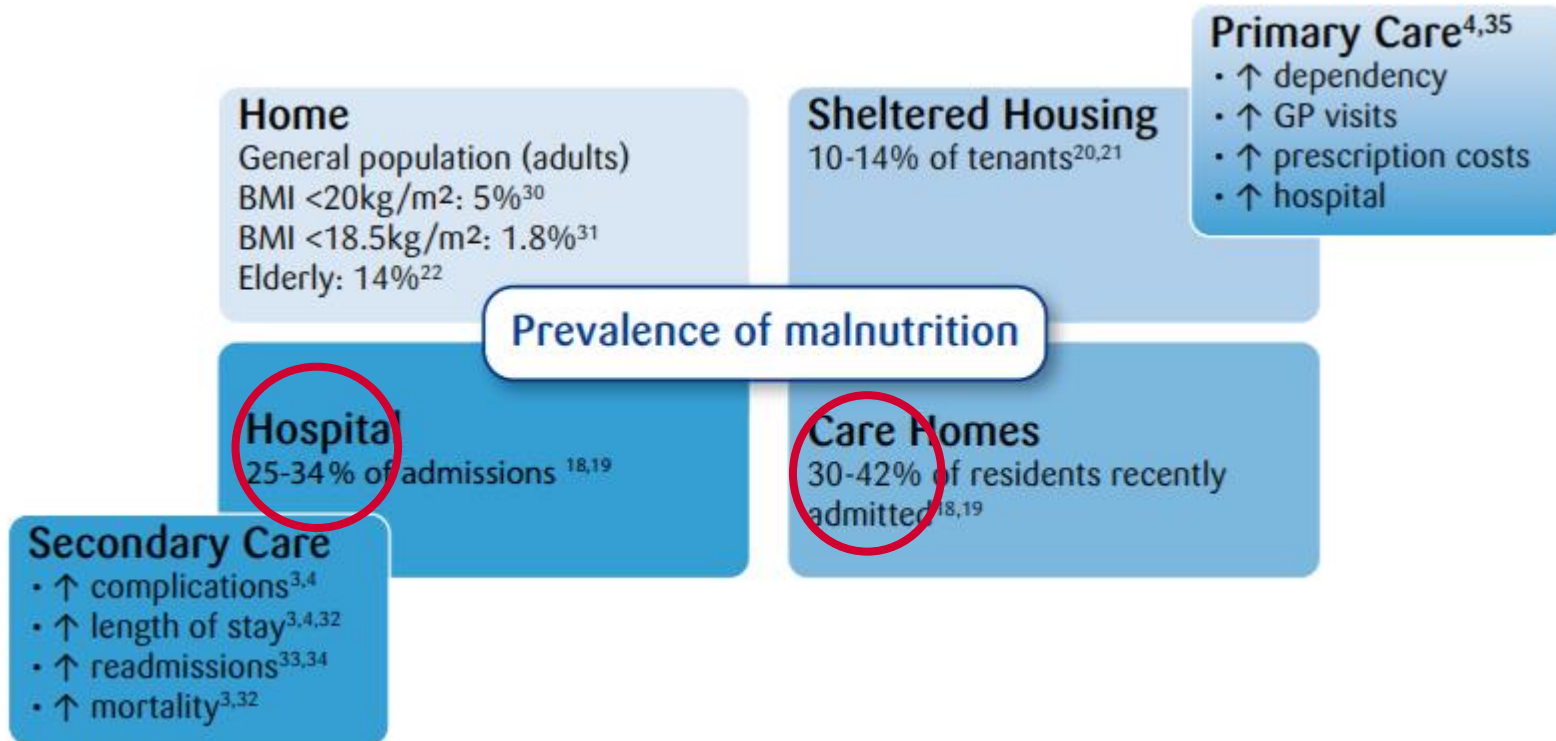 Primary Care4,35
• ↑ dependency
• ↑ GP visits
• ↑ prescription costs
• ↑ hospital
Home
General population (adults)
BMI <20kg/m²: 5%30
BMI <18.5kg/m²: 1.8%31
Elderly: 14%22
Sheltered Housing
10-14% of tenants20,21
Prevalence of malnutrition
Hospital
25-34% of admissions 18,19
Care Homes
30-42% of residents recently
admitted18,19
Secondary Care
• ↑ complications3,4
• ↑ length of stay3,4,32
• ↑ readmissions33,34
• ↑ mortality3,32